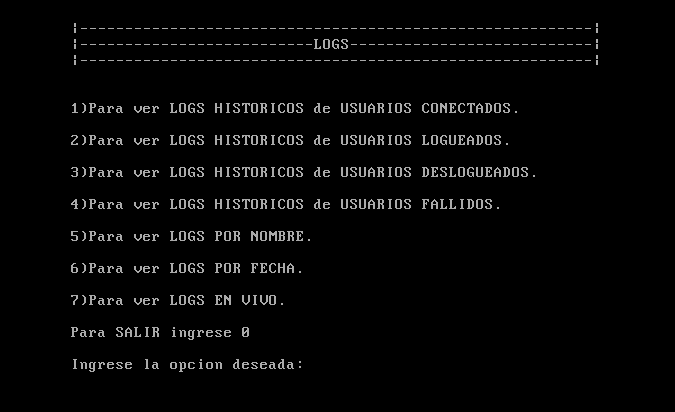 ¦---------------------------------------------------------¦
¦--------------------------LOGS---------------------------¦
¦---------------------------------------------------------¦
1)Para ver LOGS HISTORICOS de USUARIOS CONECTADOS.
2)Para ver LOGS HISTORICOS de USUARIOS LOGUEADOS.
3)Para ver LOGS HISTORICOS de USUARIOS DESLOGUEADOS.
4)Para ver LOGS HISTORICOS de USUARIOS FALLIDOS.
5)Para ver LOGS POR NOMBRE.
6)Para ver LOGS POR FECHA.
7)Para ver LOGS EN VIVO.
Para SALIR ingrese 0
Ingrese la opcion deseada: